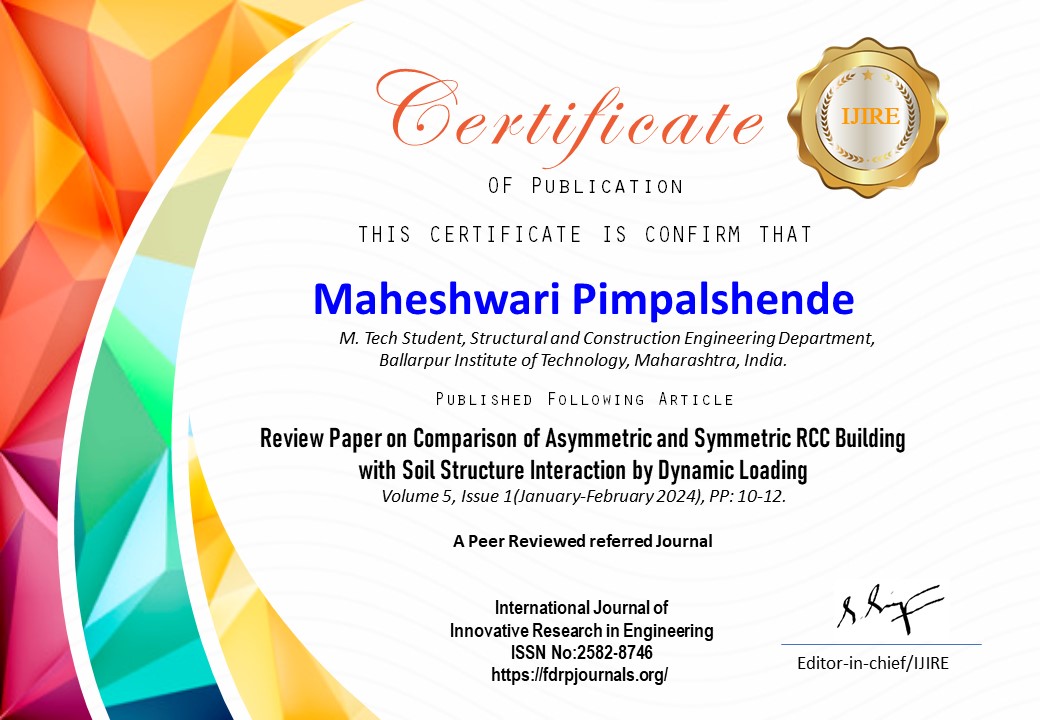 Certificate
IJIRE
OF PUBLICATION
THIS CERTIFICATE IS CONFIRM THAT
Maheshwari Pimpalshende
M. Tech Student, Structural and Construction Engineering Department,
Ballarpur Institute of Technology, Maharashtra, India.
PUBLISHED FOLLOWING ARTICLE
Review Paper on Comparison of Asymmetric and Symmetric RCC Building
with Soil Structure Interaction by Dynamic Loading
Volume 5, Issue 1(January-February 2024), PP: 10-12.
A Peer Reviewed referred Journal
International Journal of
Innovative Research in Engineering
ISSN No:2582-8746
https://fdrpjournals.org/
Editor-in-chief/IJIRE